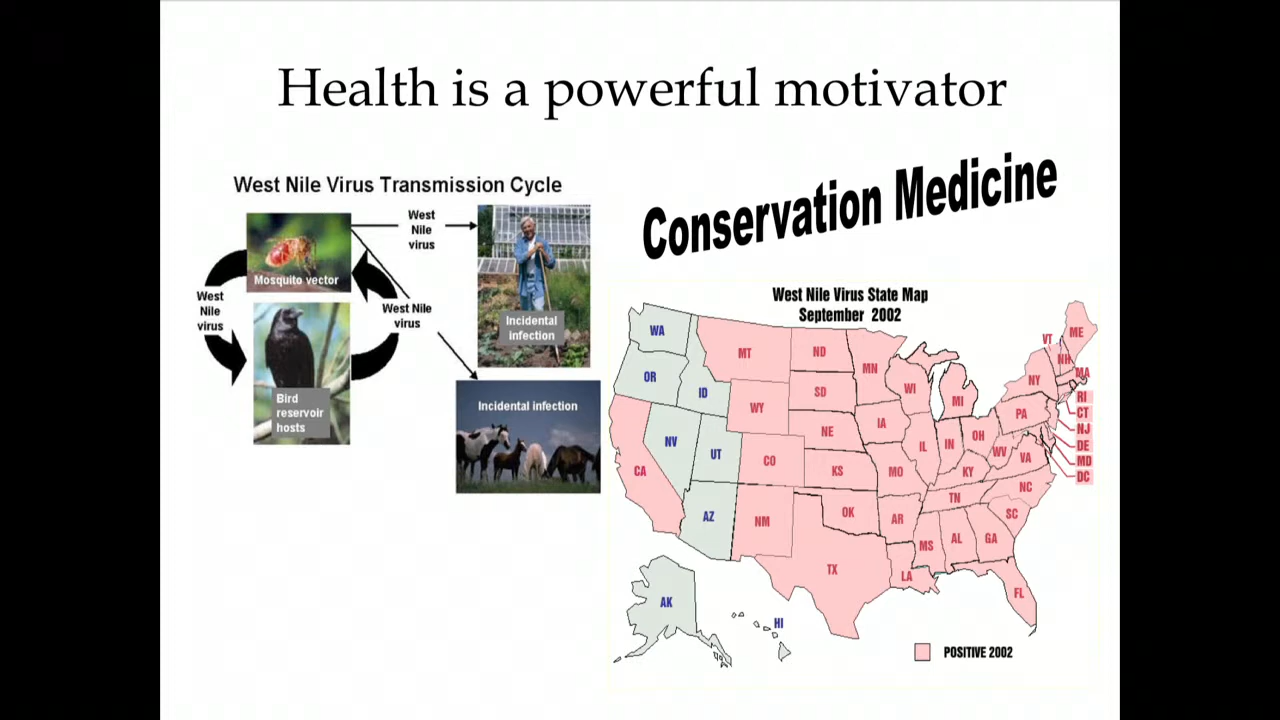 Health is a powerful motivator
West Nile Virus Transmission Cycle
West
Nile
virus
Mosquito vector
West
Nile
virus
West Nile
virus
Incidental
infection
Bird
reservoir
hosts
Incidental infection
Conservation Medicine
West Nile Virus State Map
September 2002
WA
OR
ID
MT
ND
SD
WY
NE
NV
UT
CO
KS
CA
AZ
NM
OK
TX
MN
IA
MO
AR
LA
WI
IL
MI
IN
OH
KY
TN
MS
AL
GA
FL
SC
NC
VA
WV
PA
NY
VT
NH
ME
MA
RI
CT
NJ
DE
MD
DC
AK
HI
POSITIVE 2002